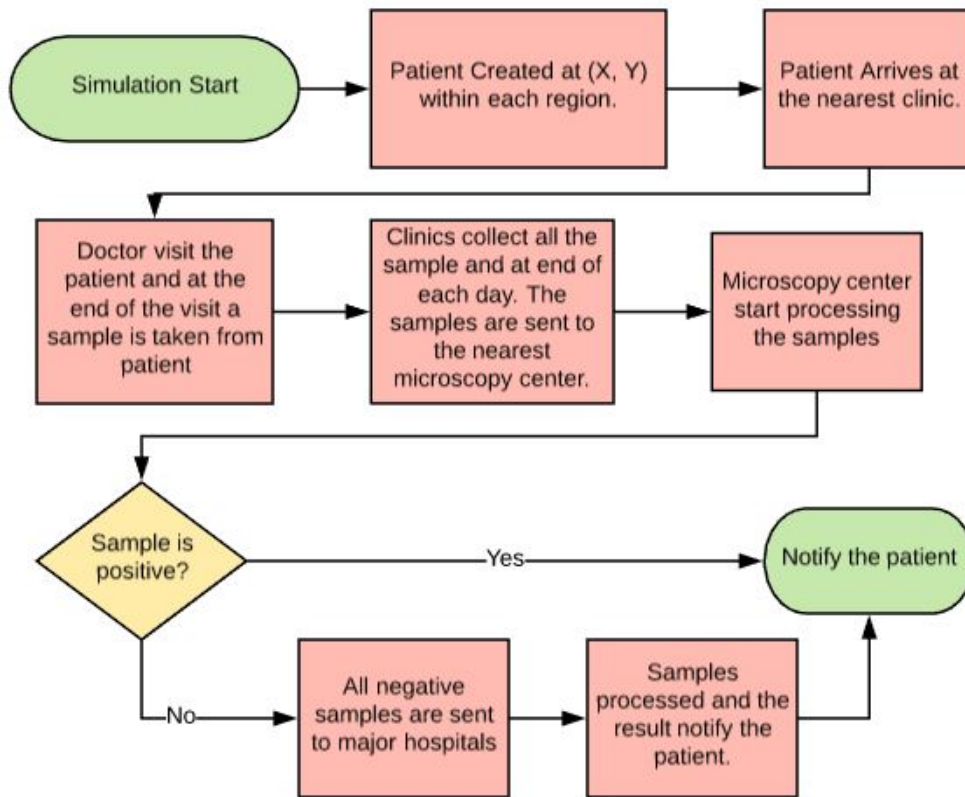 Simulation Start
Patient Created at (X, Y)
within each region.
Patient Arrives at
the nearest clinic.
Doctor visit the
patient and at the
end of the visit a
sample is taken from
patient
Clinics collect all the
sample and at end of
each day. The
samples are sent to
the nearest
microscopy center.
Microscopy center
start processing
the samples
Sample is
positive?
Yes
Notify the patient
No
All negative
samples are sent
to major hospitals
Samples
processed and the
result notify the
patient.